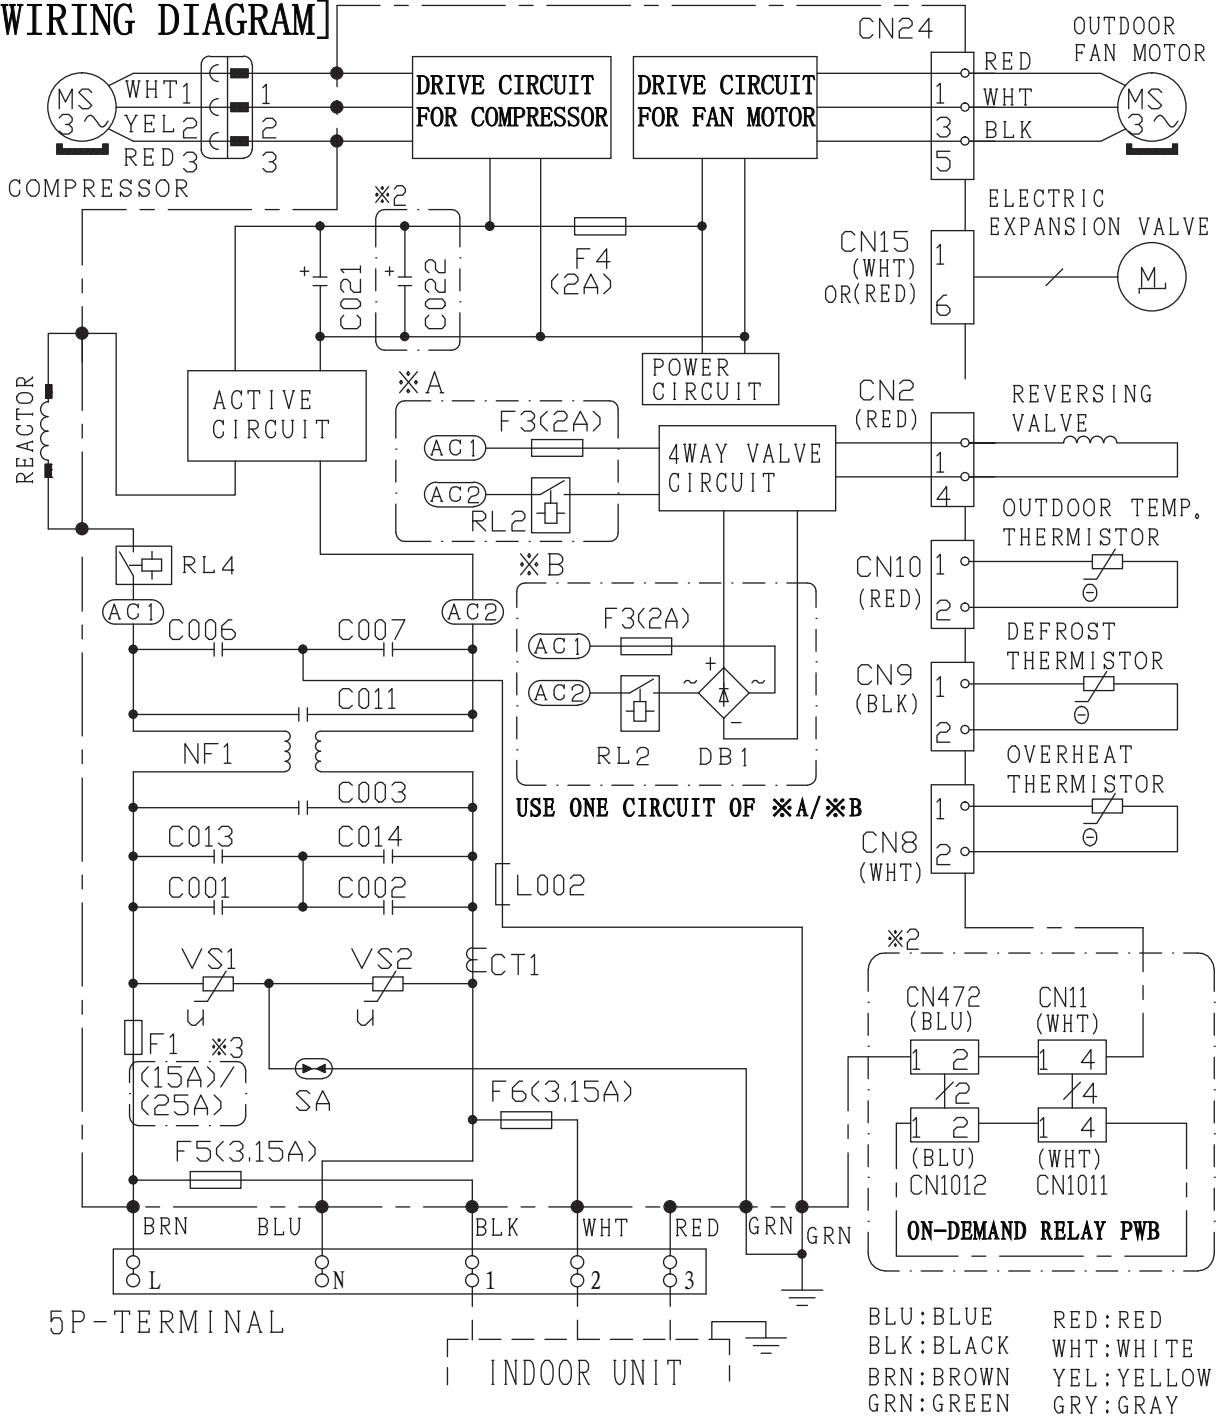 WIRING DIAGRAM]
CN24
OUTDOOR
FAN MOTOR
MS
3 ~
WHT 1
YEL 2
RED 3
1
2
3
COMPRESSOR
DRIVE CIRCUIT
FOR COMPRESSOR
DRIVE CIRCUIT
FOR FAN MOTOR
1
3
5
RED
WHT
BLK
MS
3 ~
※2
+
C021
+
C022
F4
(2A)
CN15
(WHT)
OR(RED)
1
6
ELECTRIC
EXPANSION VALVE
M
REACTOR
ACTIVE
CIRCUIT
POWER
CIRCUIT
※A
F3(2A)
AC1
AC2
RL2
4WAY VALVE
CIRCUIT
CN2
(RED)
1
4
REVERSING
VALVE
RL4
AC1
AC2
※B
F3(2A)
AC1
AC2
RL2
+
~
~
-
DB1
USE ONE CIRCUIT OF ※A/※B
CN10
(RED)
1
2
OUTDOOR TEMP.
THERMISTOR
Θ
CN9
(BLK)
1
2
DEFROST
THERMISTOR
Θ
CN8
(WHT)
1
2
OVERHEAT
THERMISTOR
Θ
C006
C007
C011
NF1
C003
C013
C014
C001
C002
L002
VS1
u
VS2
u
CT1
F1
※3
(15A)/
(25A)
SA
F6(3.15A)
F5(3.15A)
※2
CN472
(BLU)
1 2
CN11
(WHT)
1 4
2
4
1 2
(BLU)
CN1012
1 4
(WHT)
CN1011
ON-DEMAND RELAY PWB
BRN
BLU
BLK
WHT
RED
GRN
GRN
L
N
1
2
3
5P-TERMINAL
INDOOR UNIT
BLU:BLUE
BLK:BLACK
BRN:BROWN
GRN:GREEN
RED:RED
WHT:WHITE
YEL:YELLOW
GRY:GRAY